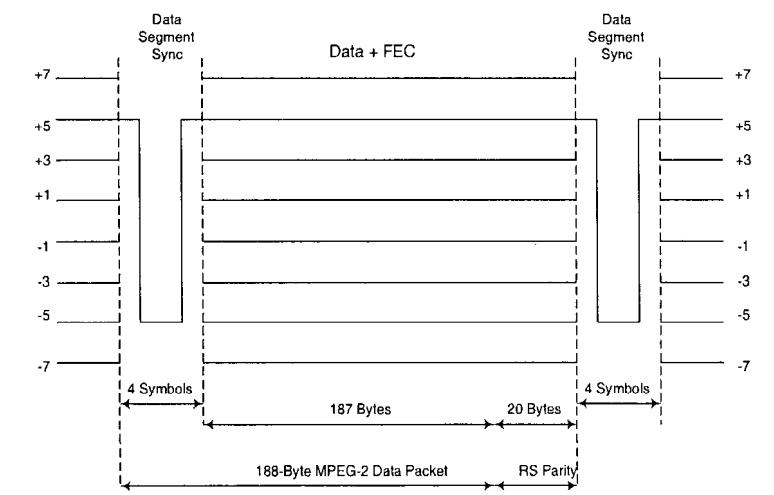 Data
Segment
Sync
Data + FEC
Data
Segment
Sync
+7
+7
+5
+5
+3
+3
+1
+1
-1
-1
-3
-3
-5
-5
-7
-7
4 Symbols
4 Symbols
187 Bytes
20 Bytes
188-Byte MPEG-2 Data Packet
RS Parity